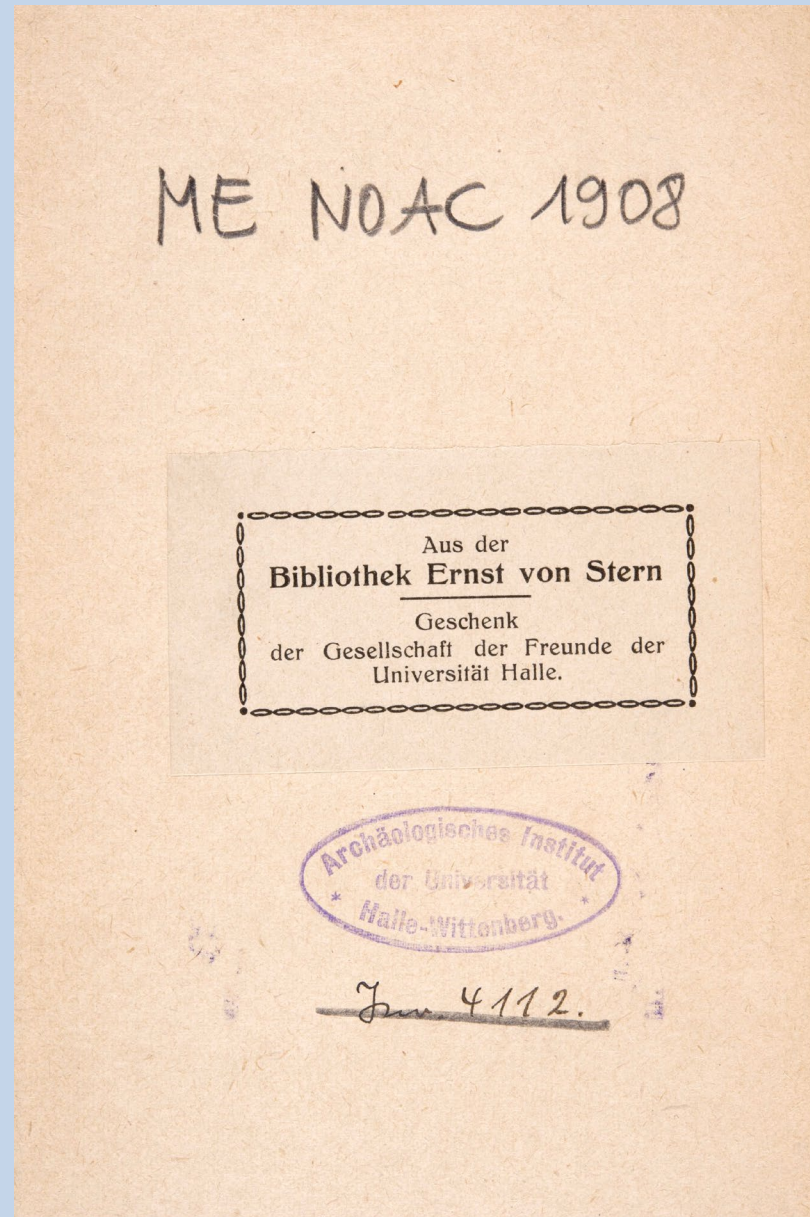 ME NOAC 1908
Aus der
Bibliothek Ernst von Stern
Geschenk
der Gesellschaft der Freunde der
Universität Halle.
Archäologisches Institut
der Universität
* Halle-Wittenberg. *
Inv. 4112.